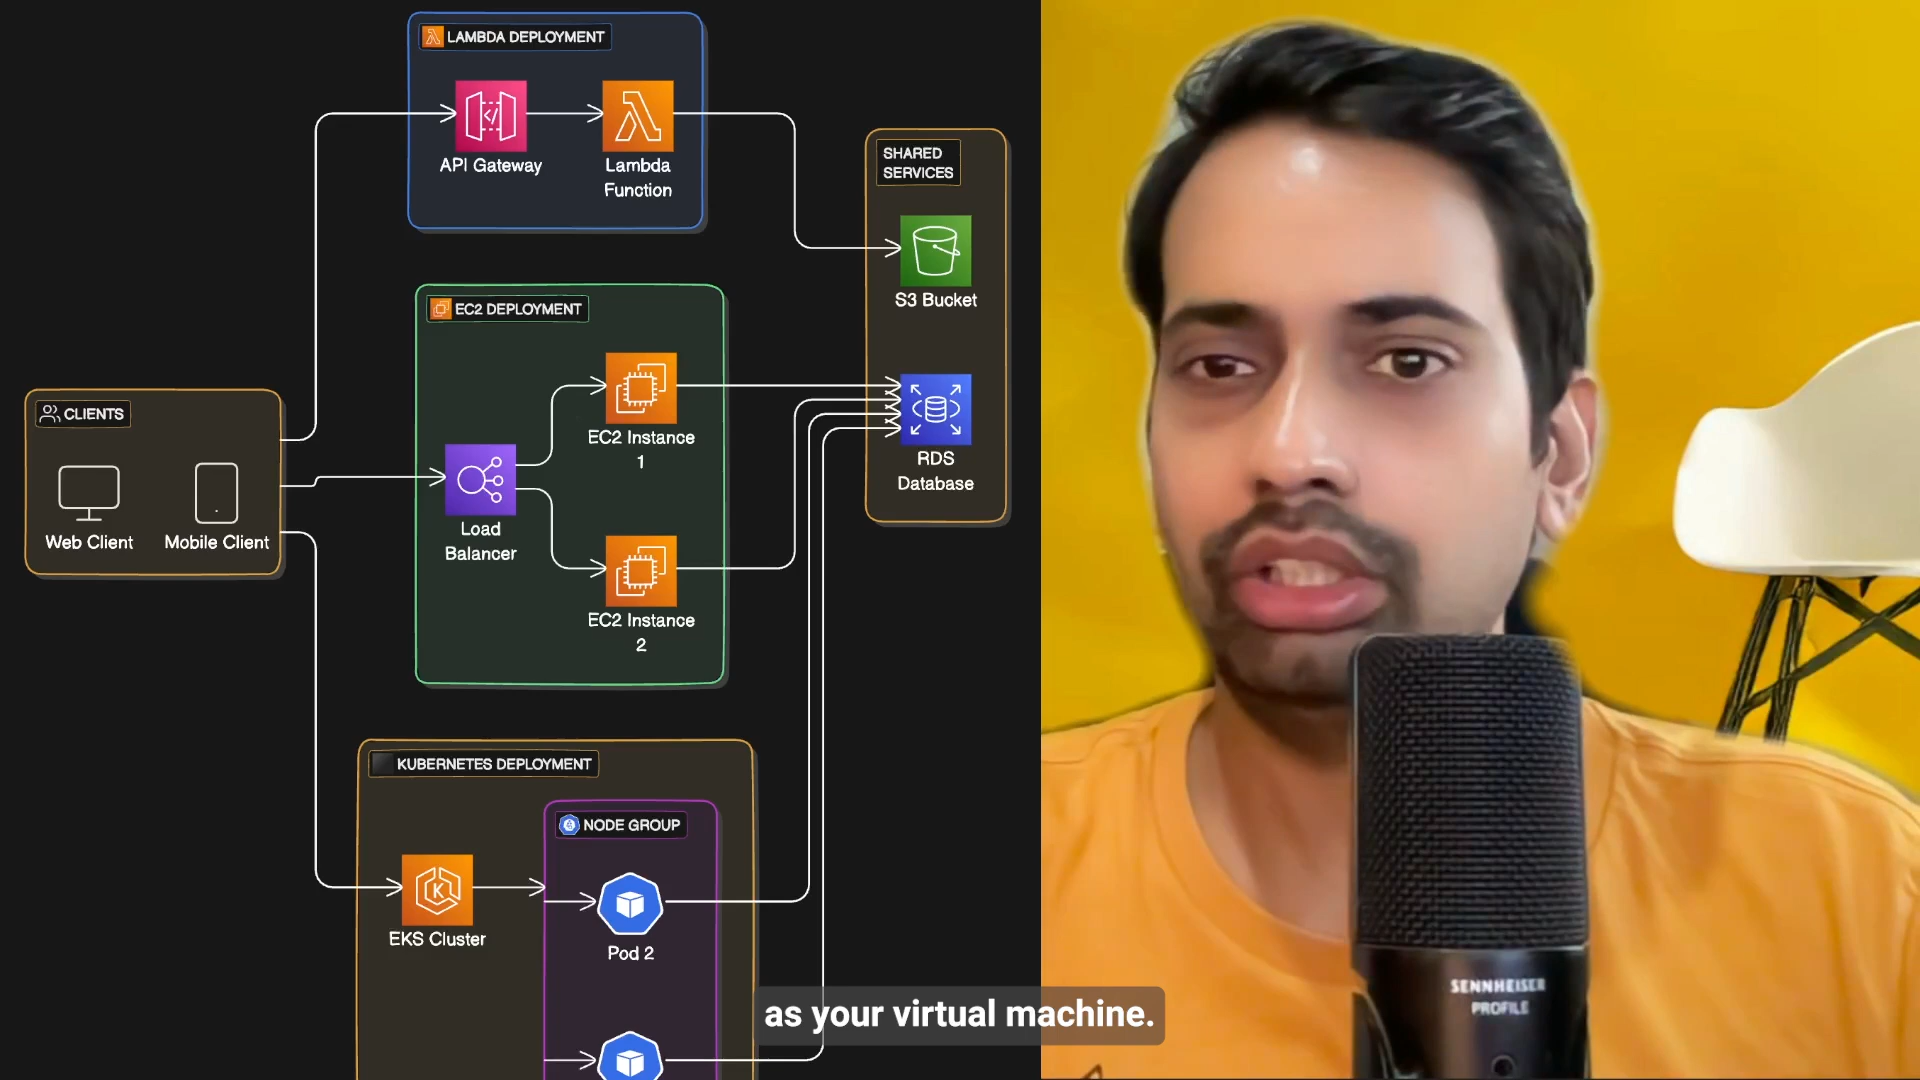 LAMBDA DEPLOYMENT
API Gateway
Lambda
Function
SHARED
SERVICES
S3 Bucket
RDS
Database
EC2 DEPLOYMENT
EC2 Instance
1
Load
Balancer
EC2 Instance
2
CLIENTS
Web Client
Mobile Client
KUBERNETES DEPLOYMENT
NODE GROUP
EKS Cluster
Pod 2
as your virtual machine.
SENNHEISER
PROFILE